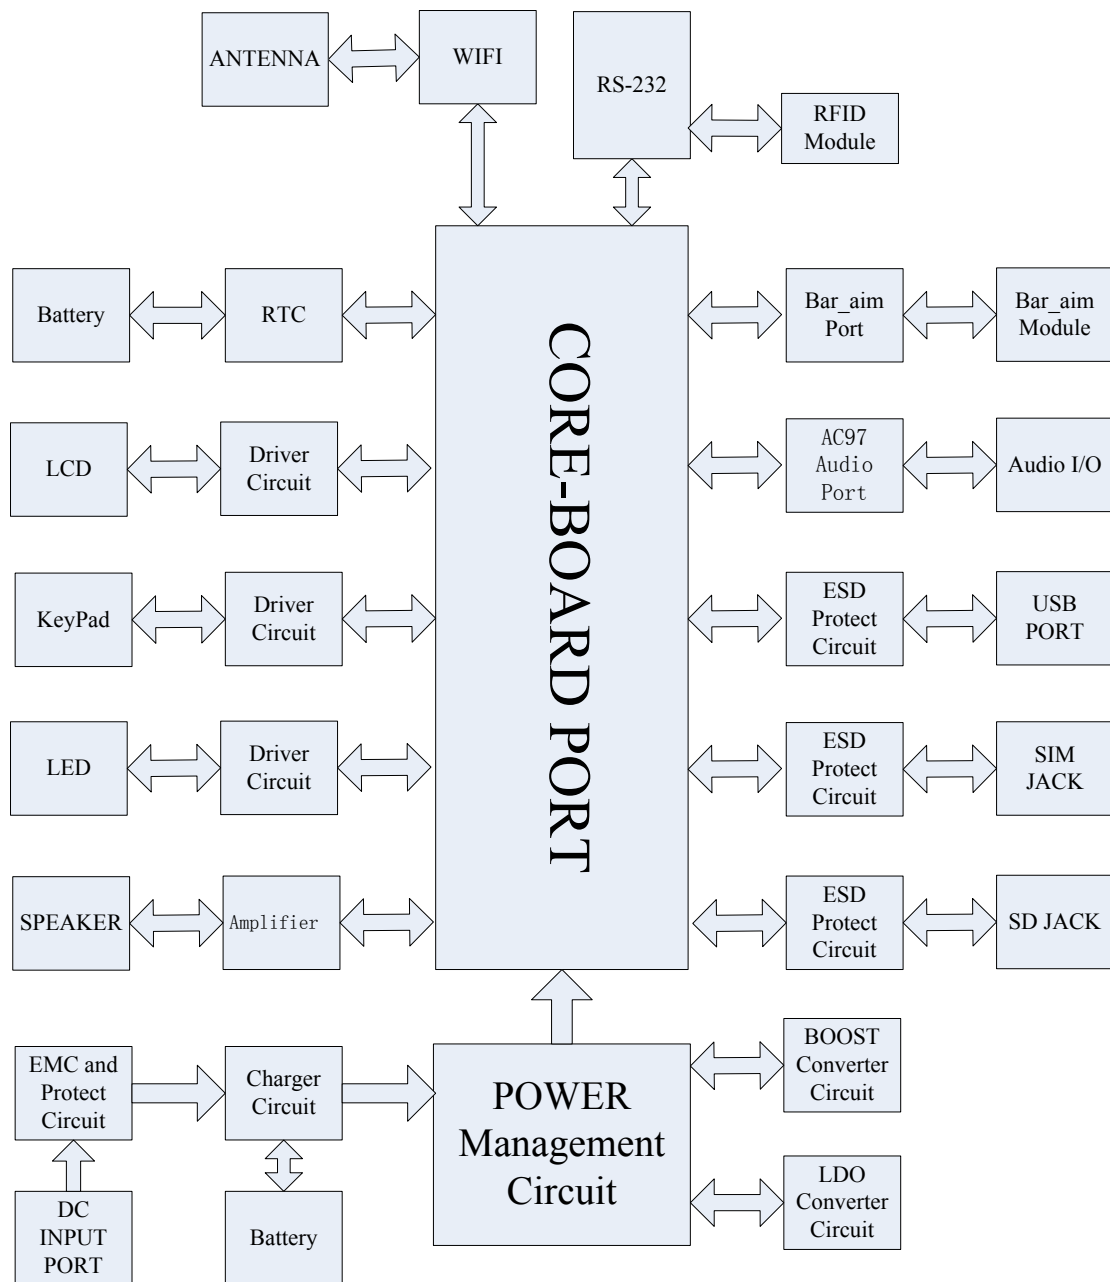 ANTENNA
WIFI
RS-232
RFID
Module
Battery
RTC
Bar_aim
Port
Bar_aim
Module
LCD
Driver
Circuit
AC97
Audio
Port
Audio I/O
KeyPad
Driver
Circuit
ESD
Protect
Circuit
USB
PORT
LED
Driver
Circuit
ESD
Protect
Circuit
SIM
JACK
SPEAKER
Amplifier
ESD
Protect
Circuit
SD JACK
CORE-BOARD PORT
EMC and
Protect
Circuit
Charger
Circuit
POWER
Management
Circuit
BOOST
Converter
Circuit
DC
INPUT
PORT
Battery
LDO
Converter
Circuit